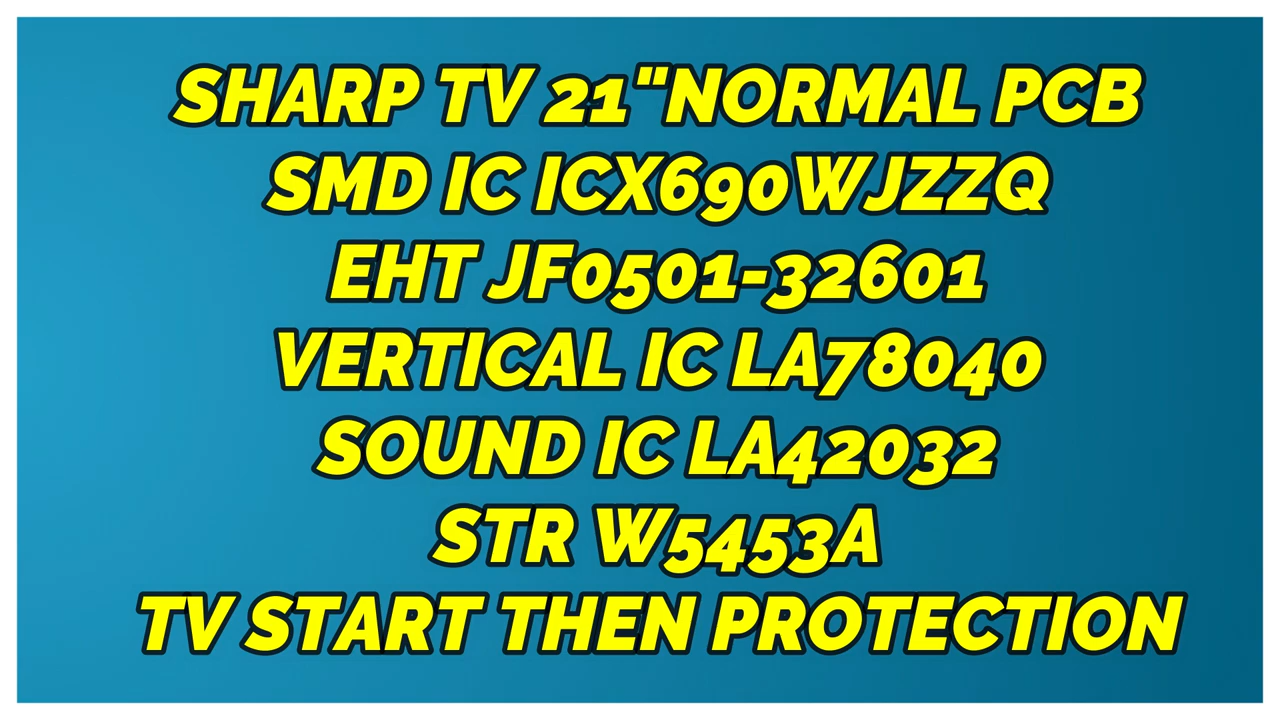 SHARP TV 21"NORMAL PCB
SMD IC ICX690WJZZQ
EHT JF0501-32601
VERTICAL IC LA78040
SOUND IC LA42032
STR W5453A
TV START THEN PROTECTION